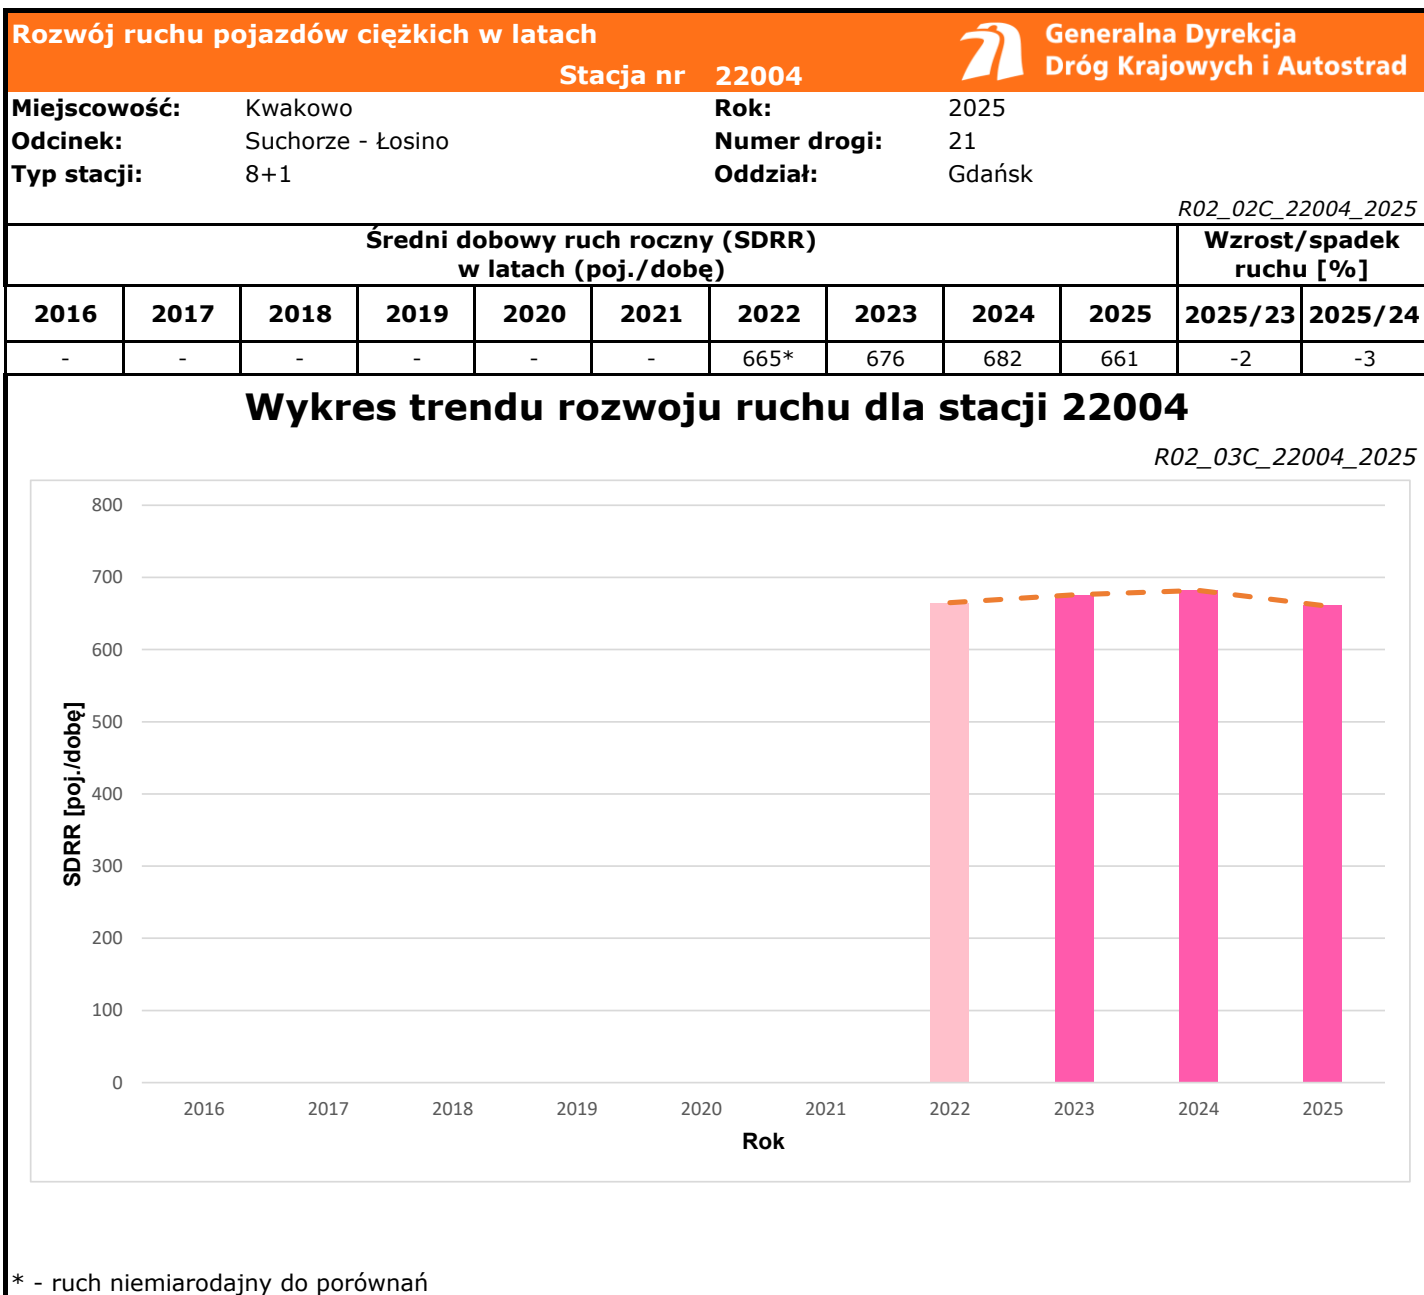 Rozwój ruchu pojazdów ciężkich w latach
Stacja nr 22004
Generalna Dyrekcja
Dróg Krajowych i Autostrad
Miejscowość: Kwakowo Rok: 2025
Odcinek: Suchorze - Łosino Numer drogi: 21
Typ stacji: 8+1 Oddział: Gdańsk
R02_02C_22004_2025
Średni dobowy ruch roczny (SDRR)
w latach (poj./dobę)
Wzrost/spadek
ruchu [%]
2016 2017 2018 2019 2020 2021 2022 2023 2024 2025 2025/23 2025/24
- - - - - - 665* 676 682 661 -2 -3
Wykres trendu rozwoju ruchu dla stacji 22004
R02_03C_22004_2025
800
700
600
500
400
300
200
100
0
SDRR [poj./dobę]
2016 2017 2018 2019 2020 2021 2022 2023 2024 2025
Rok
* - ruch niemiarodajny do porównań